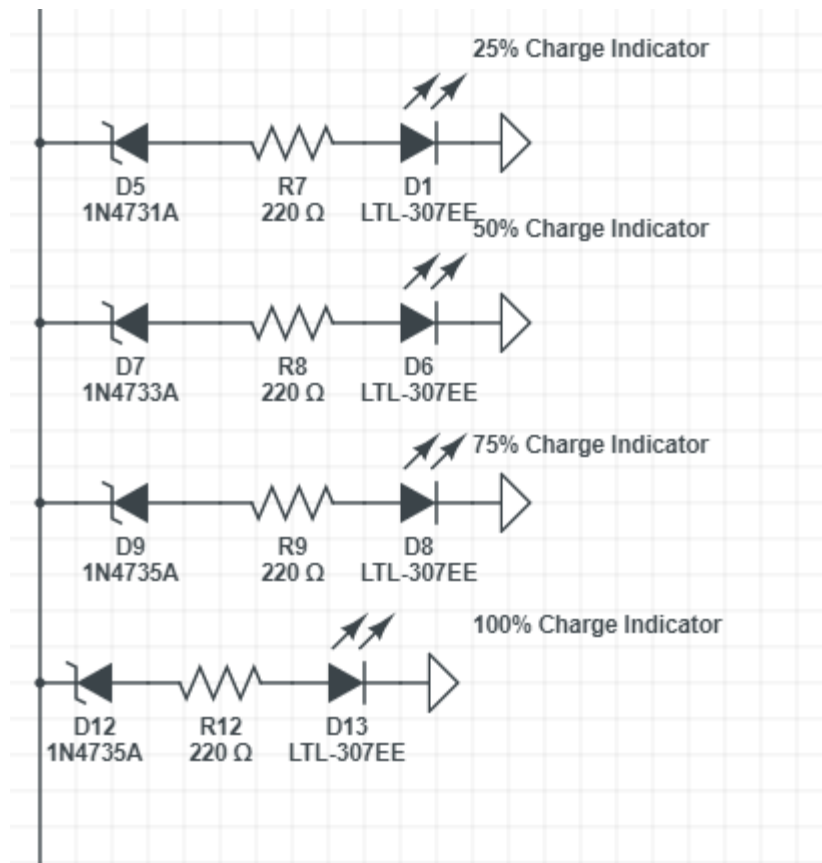 25% Charge Indicator
D5
1N4731A
R7
220 Ω
D1
LTL-307EE
50% Charge Indicator
D7
1N4733A
R8
220 Ω
D6
LTL-307EE
75% Charge Indicator
D9
1N4735A
R9
220 Ω
D8
LTL-307EE
100% Charge Indicator
D12
1N4735A
R12
220 Ω
D13
LTL-307EE